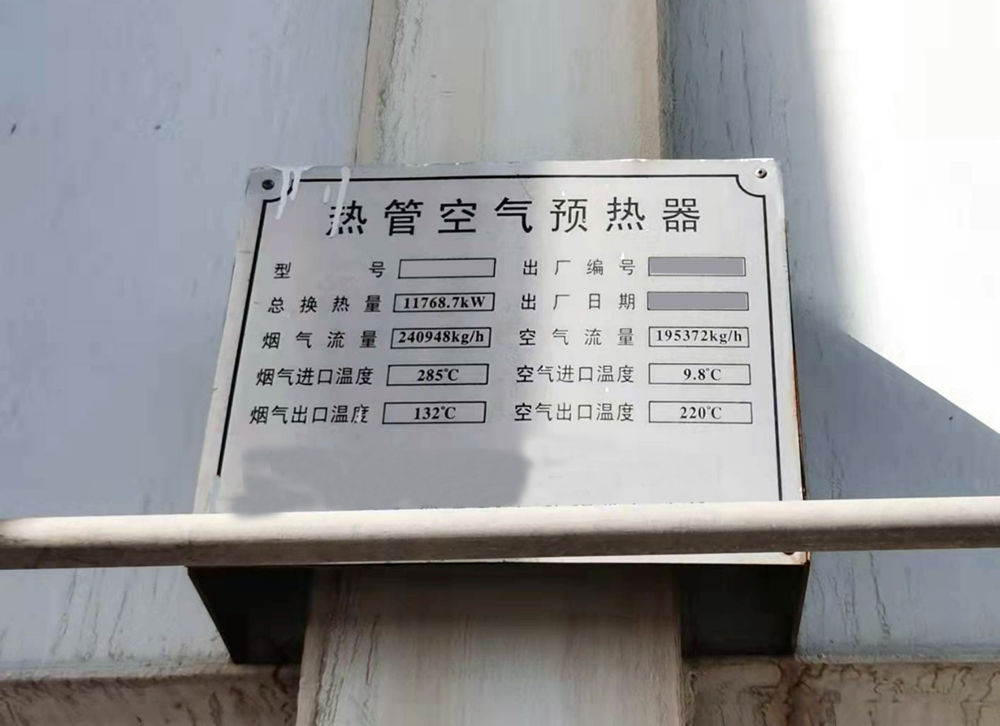 热管空气预热器
型号 出厂编号
总换热量 11768.7kW 出厂日期
烟气流量 240948kg/h 空气流量 195372kg/h
烟气进口温度 285℃ 空气进口温度 9.8℃
烟气出口温度 132℃ 空气出口温度 220℃